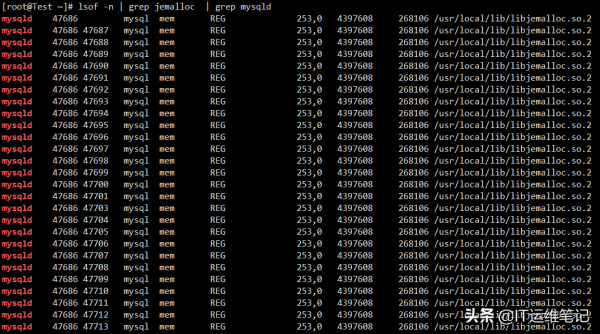 [root@Test ~]# lsof -n | grep jemalloc | grep mysqld
mysqld 47686 mysql mem REG 253,0 4397608 268106 /usr/local/lib/libjemalloc.so.2
mysqld 47686 47687 mysql mem REG 253,0 4397608 268106 /usr/local/lib/libjemalloc.so.2
mysqld 47686 47688 mysql mem REG 253,0 4397608 268106 /usr/local/lib/libjemalloc.so.2
mysqld 47686 47689 mysql mem REG 253,0 4397608 268106 /usr/local/lib/libjemalloc.so.2
mysqld 47686 47690 mysql mem REG 253,0 4397608 268106 /usr/local/lib/libjemalloc.so.2
mysqld 47686 47691 mysql mem REG 253,0 4397608 268106 /usr/local/lib/libjemalloc.so.2
mysqld 47686 47692 mysql mem REG 253,0 4397608 268106 /usr/local/lib/libjemalloc.so.2
mysqld 47686 47693 mysql mem REG 253,0 4397608 268106 /usr/local/lib/libjemalloc.so.2
mysqld 47686 47694 mysql mem REG 253,0 4397608 268106 /usr/local/lib/libjemalloc.so.2
mysqld 47686 47695 mysql mem REG 253,0 4397608 268106 /usr/local/lib/libjemalloc.so.2
mysqld 47686 47696 mysql mem REG 253,0 4397608 268106 /usr/local/lib/libjemalloc.so.2
mysqld 47686 47697 mysql mem REG 253,0 4397608 268106 /usr/local/lib/libjemalloc.so.2
mysqld 47686 47698 mysql mem REG 253,0 4397608 268106 /usr/local/lib/libjemalloc.so.2
mysqld 47686 47699 mysql mem REG 253,0 4397608 268106 /usr/local/lib/libjemalloc.so.2
mysqld 47686 47700 mysql mem REG 253,0 4397608 268106 /usr/local/lib/libjemalloc.so.2
mysqld 47686 47701 mysql mem REG 253,0 4397608 268106 /usr/local/lib/libjemalloc.so.2
mysqld 47686 47703 mysql mem REG 253,0 4397608 268106 /usr/local/lib/libjemalloc.so.2
mysqld 47686 47704 mysql mem REG 253,0 4397608 268106 /usr/local/lib/libjemalloc.so.2
mysqld 47686 47705 mysql mem REG 253,0 4397608 268106 /usr/local/lib/libjemalloc.so.2
mysqld 47686 47706 mysql mem REG 253,0 4397608 268106 /usr/local/lib/libjemalloc.so.2
mysqld 47686 47707 mysql mem REG 253,0 4397608 268106 /usr/local/lib/libjemalloc.so.2
mysqld 47686 47708 mysql mem REG 253,0 4397608 268106 /usr/local/lib/libjemalloc.so.2
mysqld 47686 47709 mysql mem REG 253,0 4397608 268106 /usr/local/lib/libjemalloc.so.2
mysqld 47686 47710 mysql mem REG 253,0 4397608 268106 /usr/local/lib/libjemalloc.so.2
mysqld 47686 47711 mysql mem REG 253,0 4397608 268106 /usr/local/lib/libjemalloc.so.2
mysqld 47686 47712 mysql mem REG 253,0 4397608 268106 /usr/local/lib/libjemalloc.so.2
mysqld 47686 47713 mysql mem REG 253,0 4397608 268106 /usr/local/lib/libjemalloc.so.2
头条 @IT运维笔记